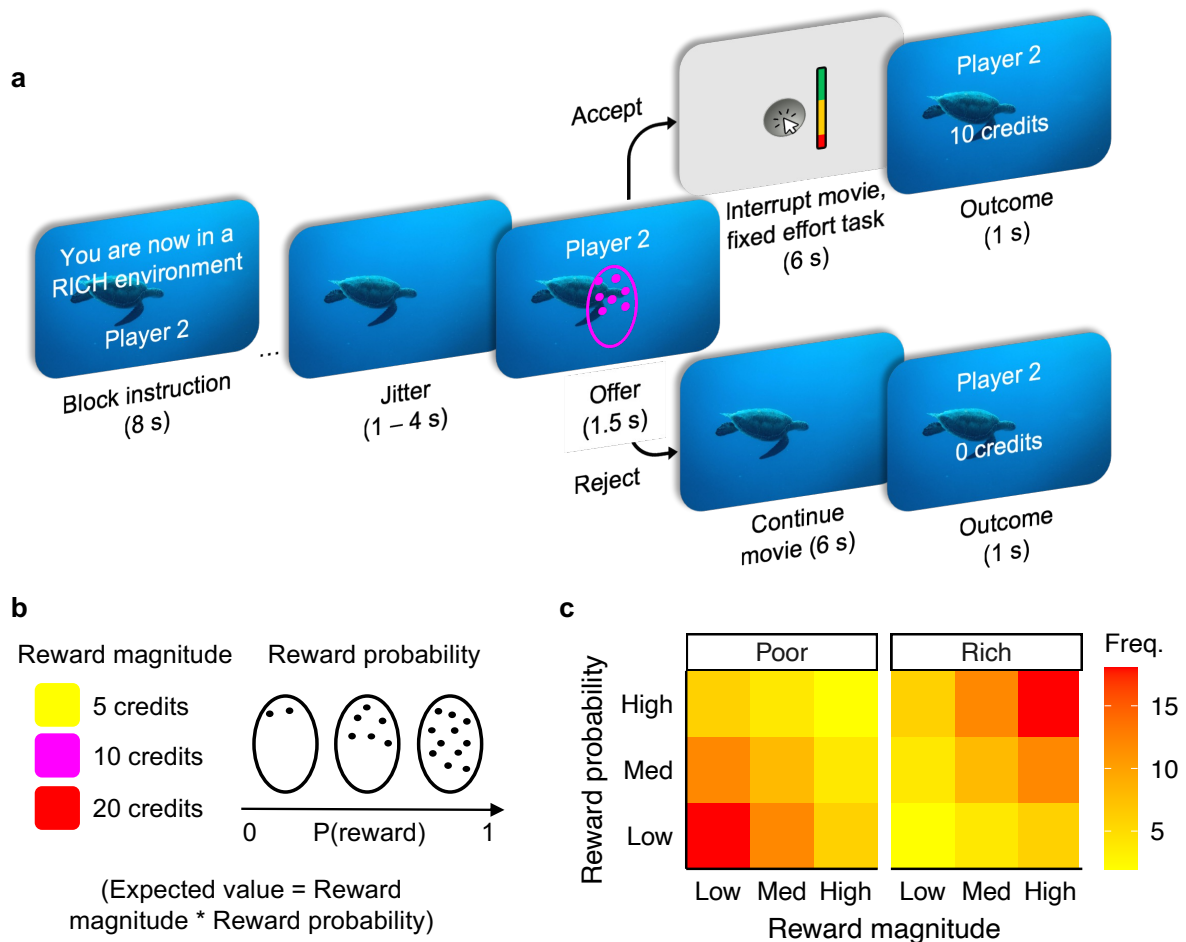 a
You are now in a
RICH environment
Player 2
Block instruction
(8 s)
...
Jitter
(1 – 4 s)
Player 2
Offer
(1.5 s)
Accept
Interrupt movie,
fixed effort task
(6 s)
Player 2
10 credits
Outcome
(1 s)
Reject
Continue
movie (6 s)
Player 2
0 credits
Outcome
(1 s)
b
Reward magnitude
5 credits
10 credits
20 credits
Reward probability
0 P(reward) 1
(Expected value = Reward
magnitude * Reward probability)
c
Poor Rich
Reward probability
High
Med
Low
Low Med High Low Med High
Reward magnitude
Freq.
15
10
5